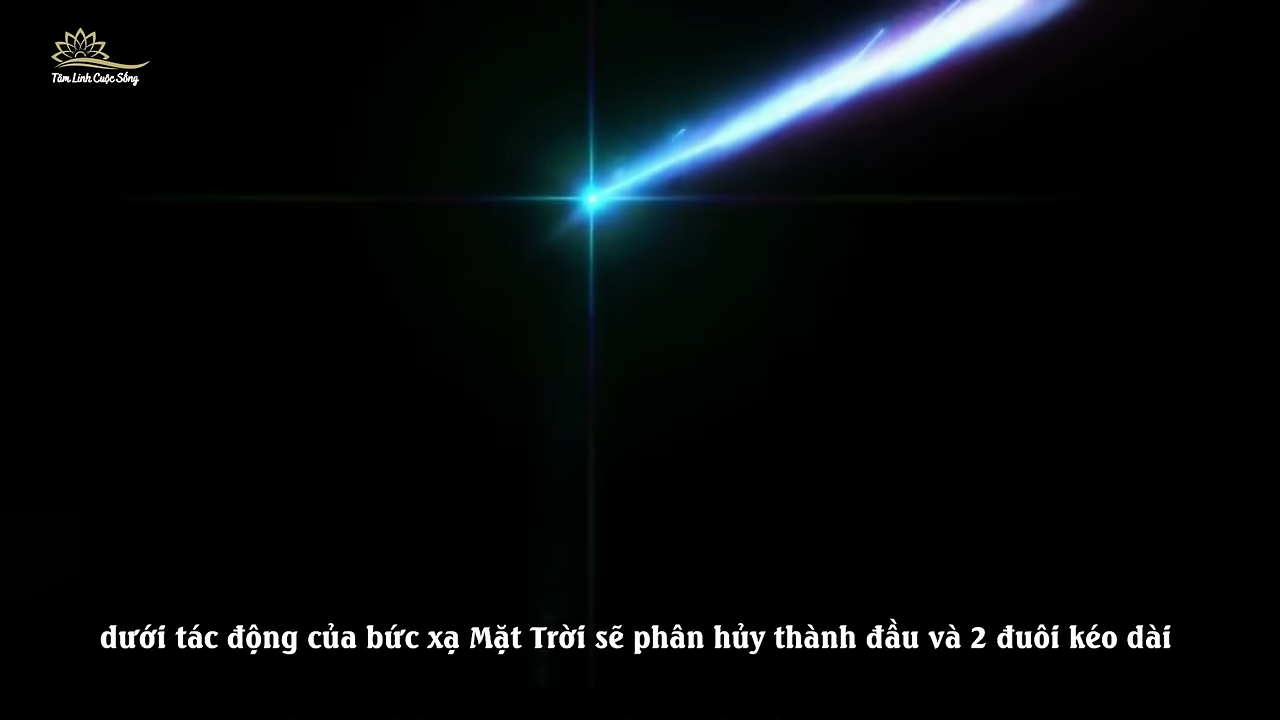 Tâm Linh Cuộc Sống
dưới tác động của bức xạ Mặt Trời sẽ phân hủy thành đầu và 2 đuôi kéo dài